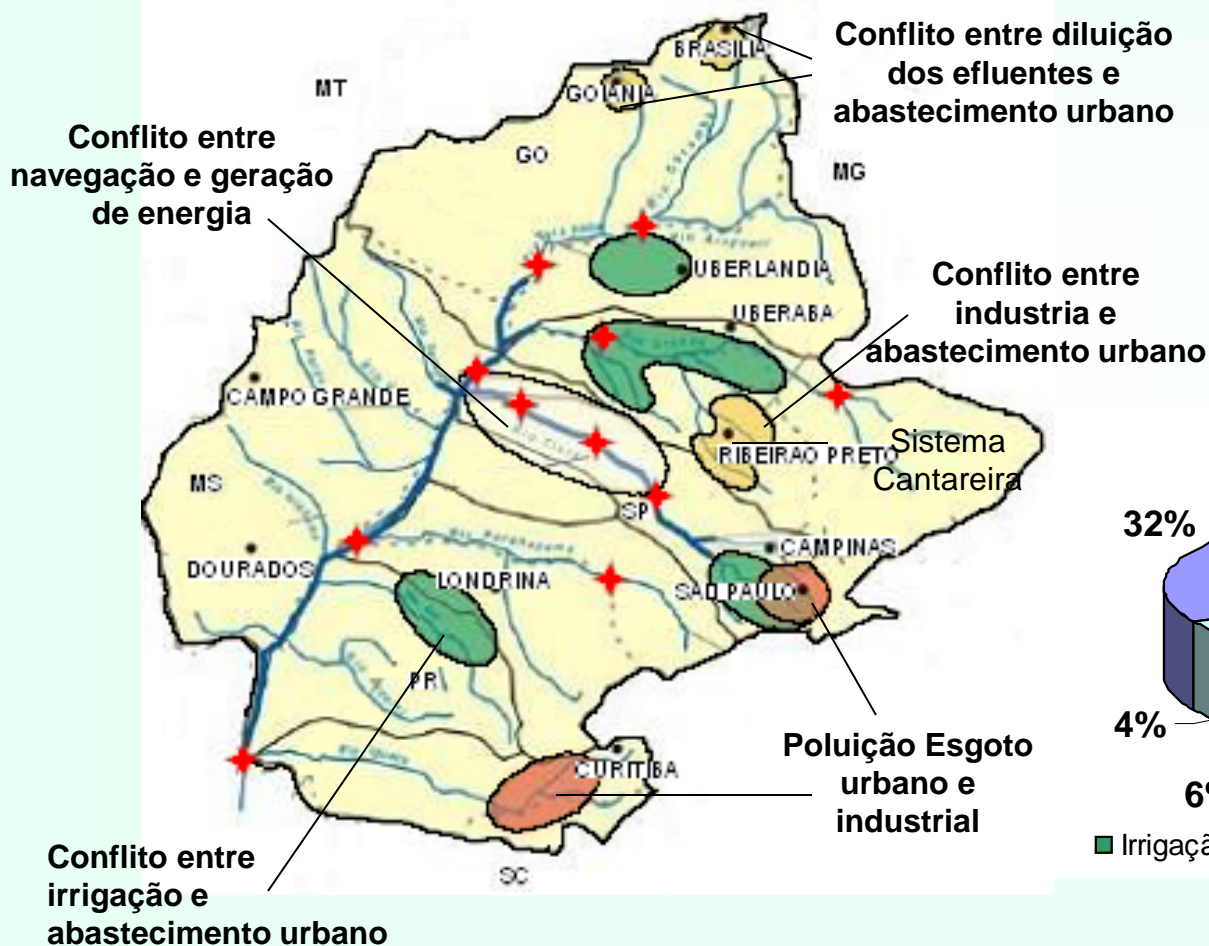 Conflito entre diluição
dos efluentes e
abastecimento urbano
BRASILIA
GOIANIA
MT
Conflito entre
navegação e geração
de energia
GO
MG
UBERLANDIA
UBERABA
Conflito entre
industria e
abastecimento urbano
CAMPO GRANDE
RIBEIRAO PRETO
Sistema
Cantareira
MS
SP
32%
CAMPINAS
DOURADOS
LONDRINA
SAO PAULO
PR
4%
Poluição Esgoto
urbano e
industrial
CURITIBA
6%
Irrigaçã
SC
Conflito entre
irrigação e
abastecimento urbano